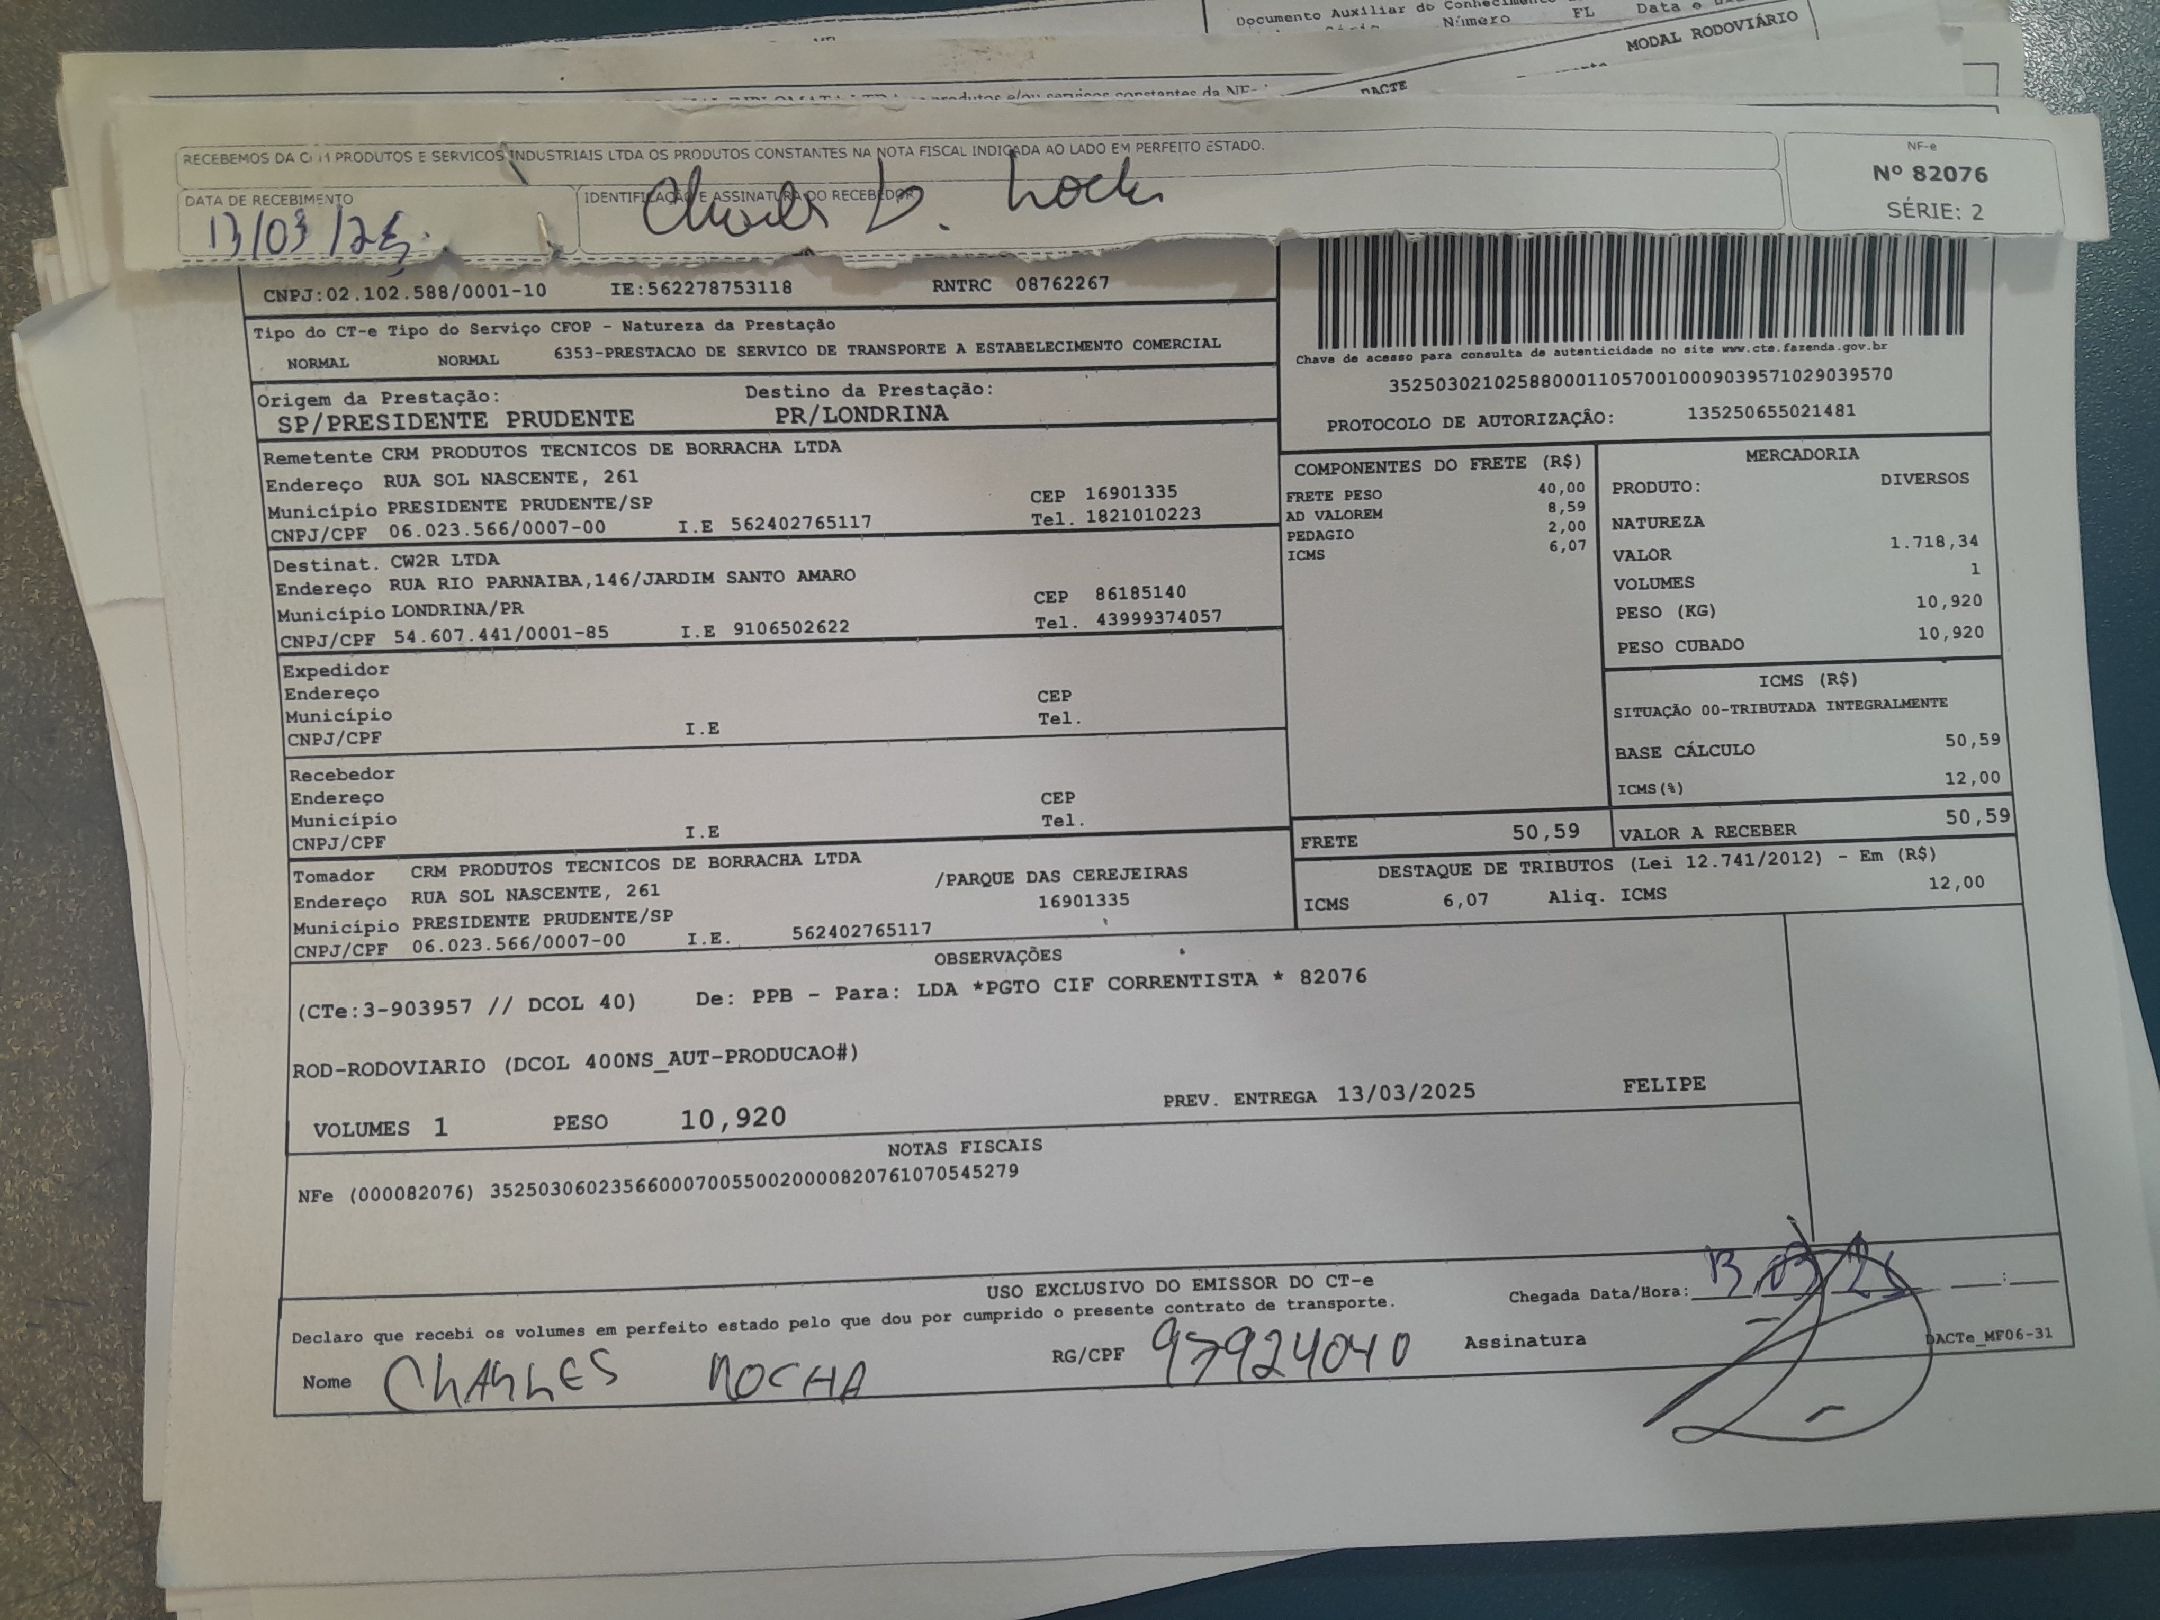 Documento Auxiliar do Conhecimento
Número FL Data e
MODAL RODOVIÁRIO
DACTE
produtos e/ou serviços constantes da NF-
RECEBEMOS DA PRODUTOS E SERVICOS INDUSTRIAIS LTDA OS PRODUTOS CONSTANTES NA NOTA FISCAL INDICADA AO LADO EM PERFEITO ESTADO.
NF-e
Nº 82076
SÉRIE: 2
DATA DE RECEBIMENTO
13/03/25
IDENTIFICAÇÃO E ASSINATURA DO RECEBEDOR
CNPJ:02.102.588/0001-10 IE:562278753118 RNTRC 08762267
Tipo do CT-e Tipo do Serviço CFOP - Natureza da Prestação
NORMAL NORMAL 6353-PRESTACAO DE SERVICO DE TRANSPORTE A ESTABELECIMENTO COMERCIAL
Chave de acesso para consulta de autenticidade no site www.cte.fazenda.gov.br
35250302102588000110570010009039571029039570
PROTOCOLO DE AUTORIZAÇÂO: 135250655021481
Origem da Prestação: Destino da Prestação:
SP/PRESIDENTE PRUDENTE PR/LONDRINA
Remetente CRM PRODUTOS TECNICOS DE BORRACHA LTDA
Endereço RUA SOL NASCENTE, 261
Município PRESIDENTE PRUDENTE/SP CEP 16901335
CNPJ/CPF 06.023.566/0007-00 I.E 562402765117 Tel. 1821010223
Destinat. CW2R LTDA
Endereço RUA RIO PARNAIBA,146/JARDIM SANTO AMARO
Município LONDRINA/PR CEP 86185140
CNPJ/CPF 54.607.441/0001-85 I.E 9106502622 Tel. 43999374057
Expedidor
Endereço CEP
Município Tel.
CNPJ/CPF I.E
Recebedor
Endereço CEP
Município Tel.
CNPJ/CPF I.E
Tomador CRM PRODUTOS TECNICOS DE BORRACHA LTDA
Endereço RUA SOL NASCENTE, 261 /PARQUE DAS CEREJEIRAS
Município PRESIDENTE PRUDENTE/SP 16901335
CNPJ/CPF 06.023.566/0007-00 I.E. 562402765117
COMPONENTES DO FRETE (R$)
FRETE PESO 40,00
AD VALOREM 8,59
PEDAGIO 2,00
ICMS 6,07
MERCADORIA
PRODUTO: DIVERSOS
NATUREZA
VALOR 1.718,34
VOLUMES 1
PESO (KG) 10,920
PESO CUBADO 10,920
ICMS (R$)
SITUAÇÃO 00-TRIBUTADA INTEGRALMENTE
BASE CÁLCULO 50,59
ICMS(%) 12,00
FRETE 50,59 VALOR A RECEBER 50,59
DESTAQUE DE TRIBUTOS (Lei 12.741/2012) - Em (R$)
ICMS 6,07 Aliq. ICMS 12,00
OBSERVAÇÕES
(CTe:3-903957 // DCOL 40) De: PPB - Para: LDA *PGTO CIF CORRENTISTA * 82076
ROD-RODOVIARIO (DCOL 400NS_AUT-PRODUCAO#)
VOLUMES 1 PESO 10,920 PREV. ENTREGA 13/03/2025 FELIPE
NOTAS FISCAIS
NFe (000082076) 35250306023566000700550020000820761070545279
USO EXCLUSIVO DO EMISSOR DO CT-e
Declaro que recebi os volumes em perfeito estado pelo que dou por cumprido o presente contrato de transporte.
Chegada Data/Hora: 13 03 25 :
Nome CHARLES ROCHA RG/CPF 97924040 Assinatura
DACTe_MF06-31